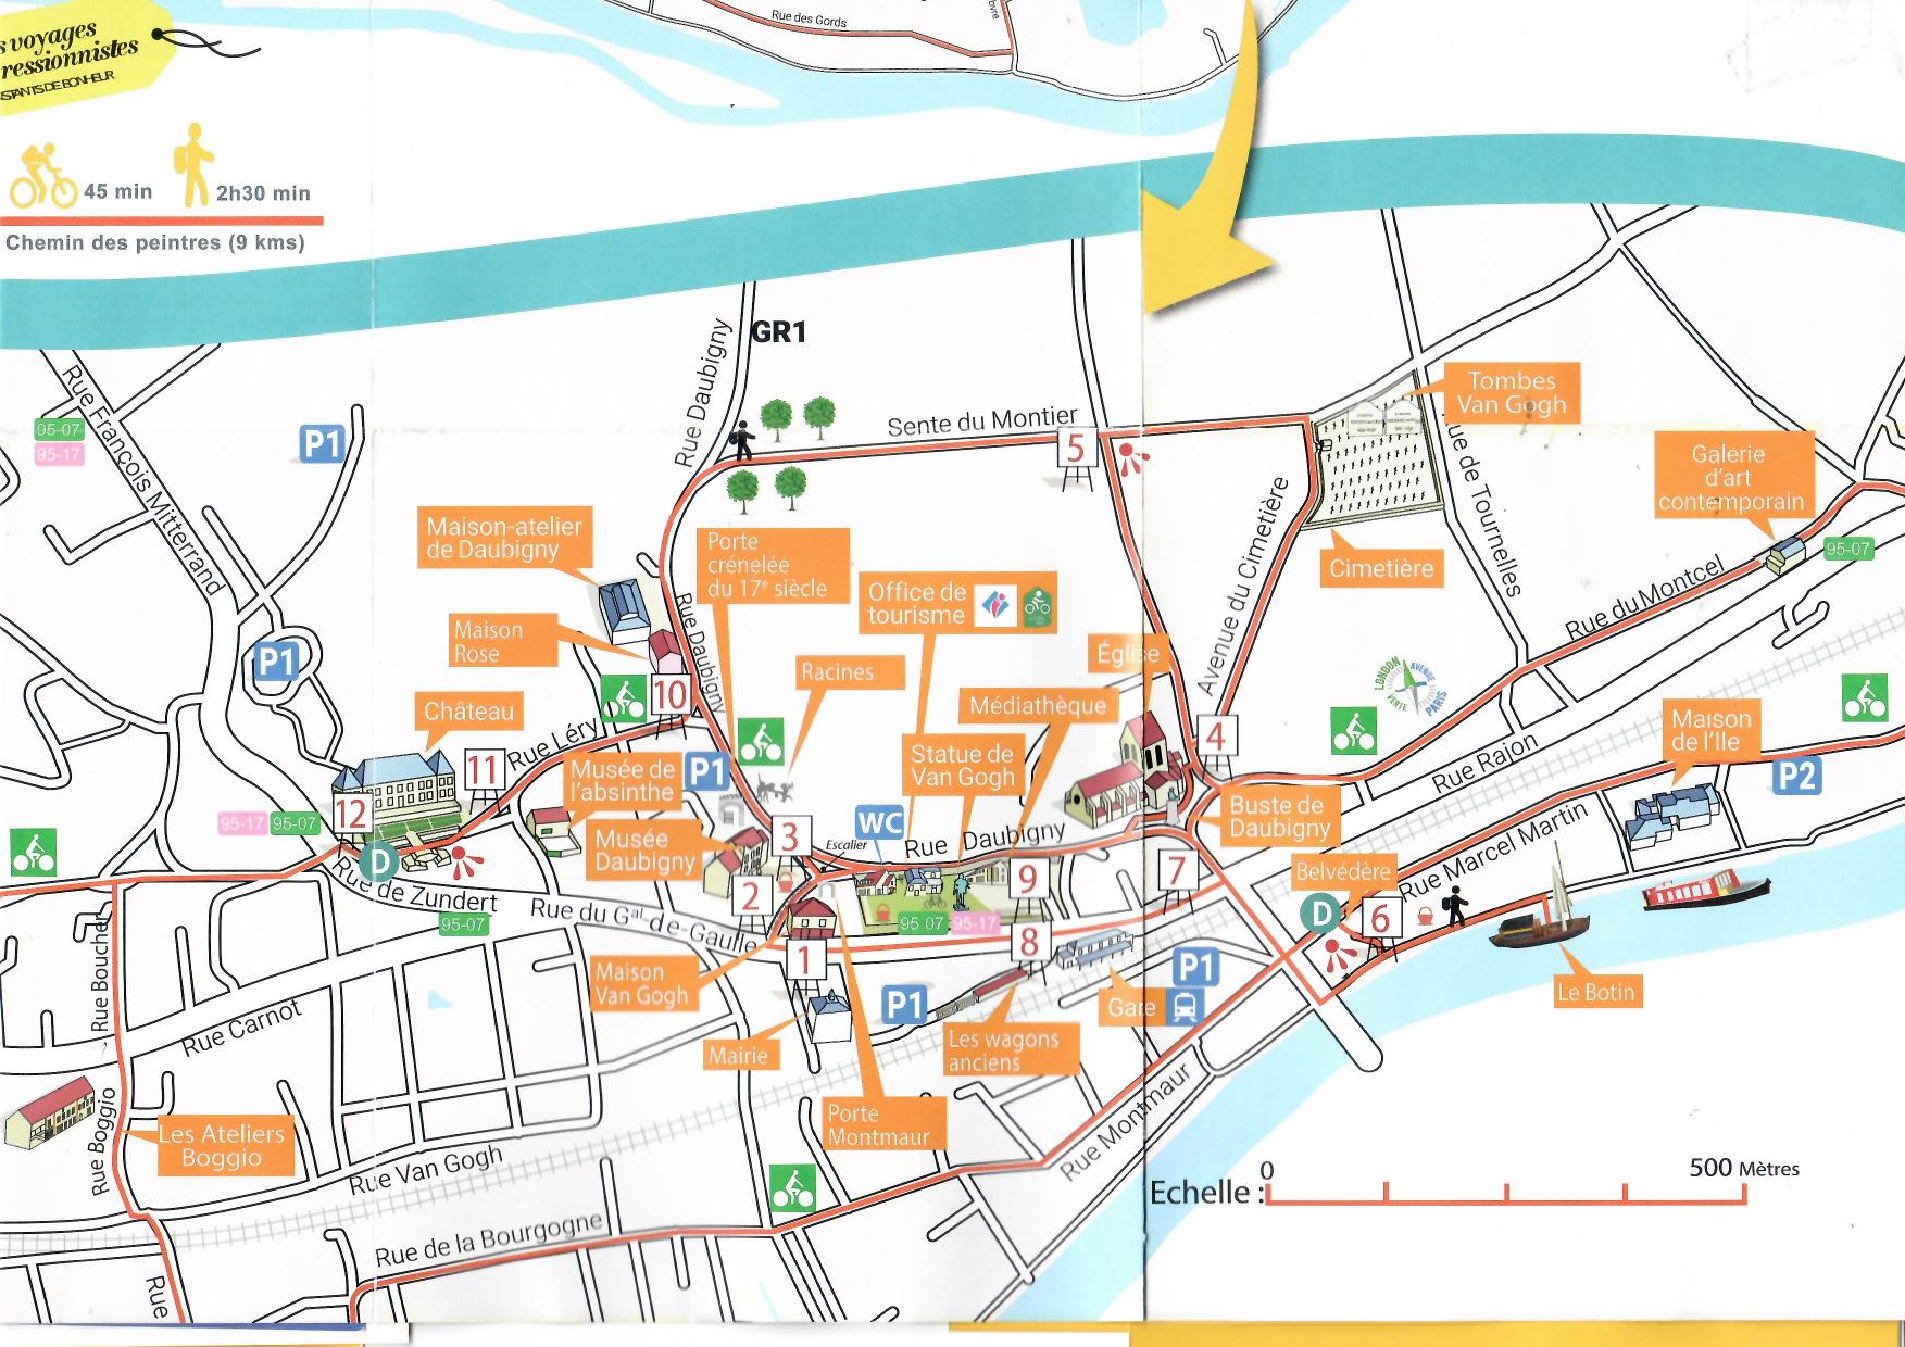 s voyages
ressionnistes
STANTS DE BONHEUR
45 min
2h30 min
Chemin des peintres (9 kms)
Rue des Gords
GR1
Rue Daubigny
Sente du Montier
5
Tombes
Van Gogh
Rue François Mitterrand
95-07
95-17
P1
Galerie
d'art
contemporain
95-07
ue de Tournelles
Cimetière
Avenue du Cimetière
Rue du Montcel
Maison-atelier
de Daubigny
Porte
crénelée
du 17e siècle
Office de
tourisme
Maison
Rose
Rue Daubigny
Racines
Église
P1
10
Château
Médiathèque
LONDON
AVENUE
VERTE
PARIS
Maison
de l'Ile
Rue Léry
11
Musée de
l'absinthe
P1
Statue de
Van Gogh
4
Rue Rajon
P2
12
95-17
95-07
Musée
Daubigny
3
WC
Escalier
Rue Daubigny
Buste de
Daubigny
Rue Marcel Martin
D
Rue de Zundert
95-07
Rue du Gal-de-Gaulle
2
9
7
Belvédère
D
6
95 07
95-17
8
1
Rue Bouchet
Maison
Van Gogh
P1
Gare
P1
Le Botin
Rue Carnot
Mairie
Les wagons
anciens
Rue Boggio
Les Ateliers
Boggio
Porte
Montmaur
Rue Montmaur
Rue Van Gogh
0
500 Mètres
Echelle :
Rue de la Bourgogne
Rue